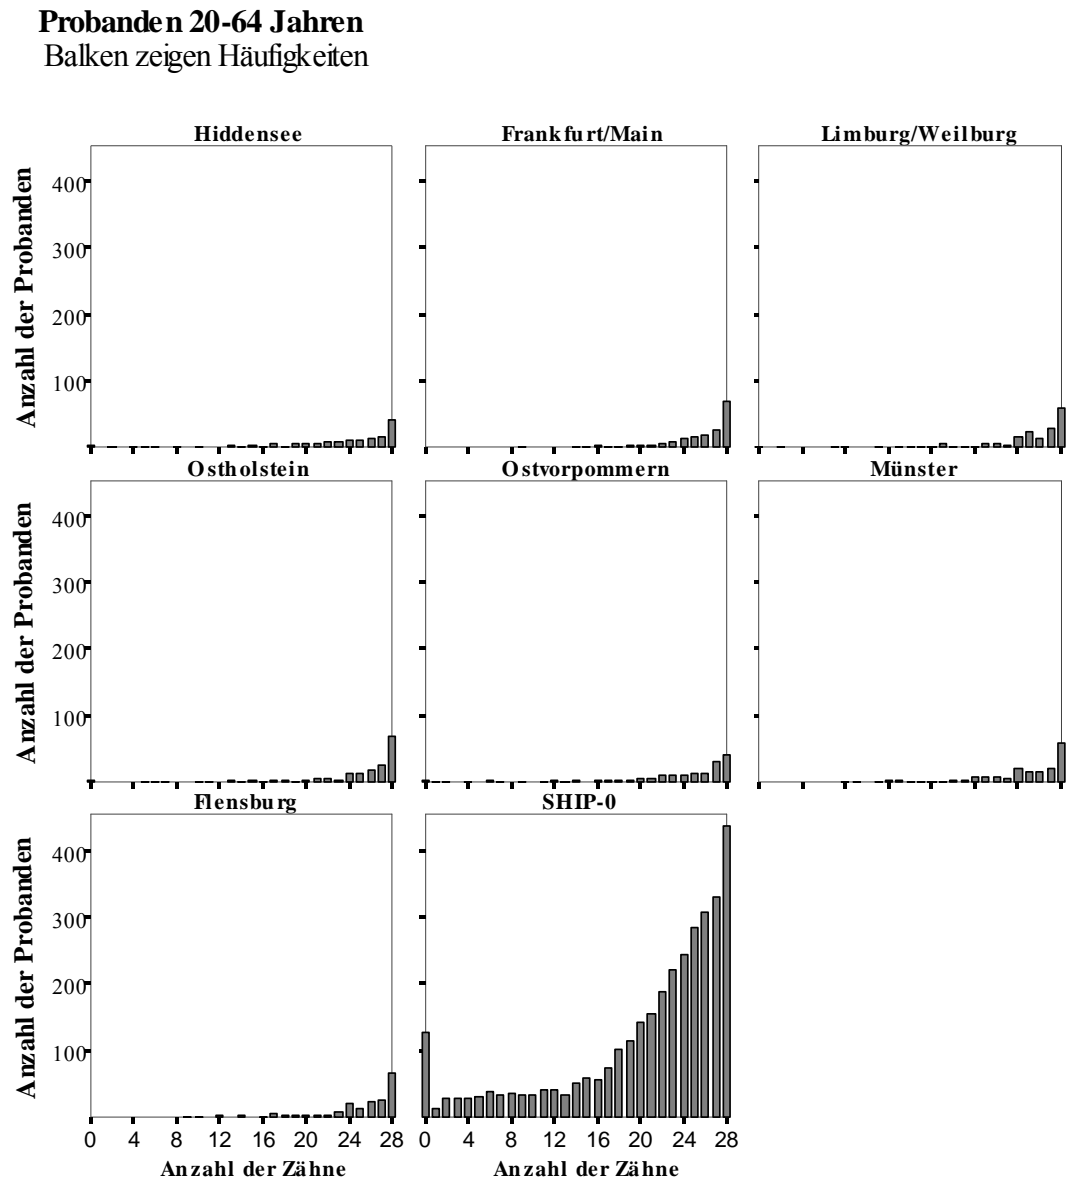 Probanden 20-64 Jahren
Balken zeigen Häufigkeiten
Hiddensee
Frankfurt/Main
Limburg/Weilburg
Anzahl der Probanden
400
300
200
100
Ostholstein
Ostvorpommern
Münster
Anzahl der Probanden
400
300
200
100
Flensburg
SHIP-0
Anzahl der Probanden
400
300
200
100
0 4 8 12 16 20 24 28
0 4 8 12 16 20 24 28
Anzahl der Zähne
Anzahl der Zähne